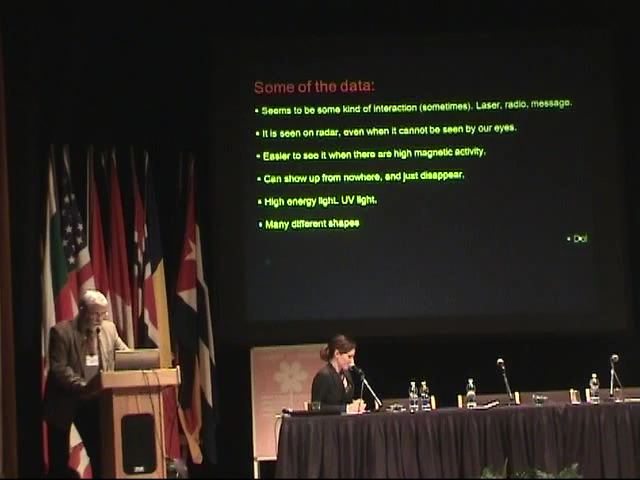 Some of the data:
• Seems to be some kind of interaction (sometimes). Laser, radio, message.
• It is seen on radar, even when it cannot be seen by our eyes.
• Easier to see it when there are high magnetic activity.
• Can show up from nowhere, and just disappear.
• High energy light. UV light.
• Many different shapes